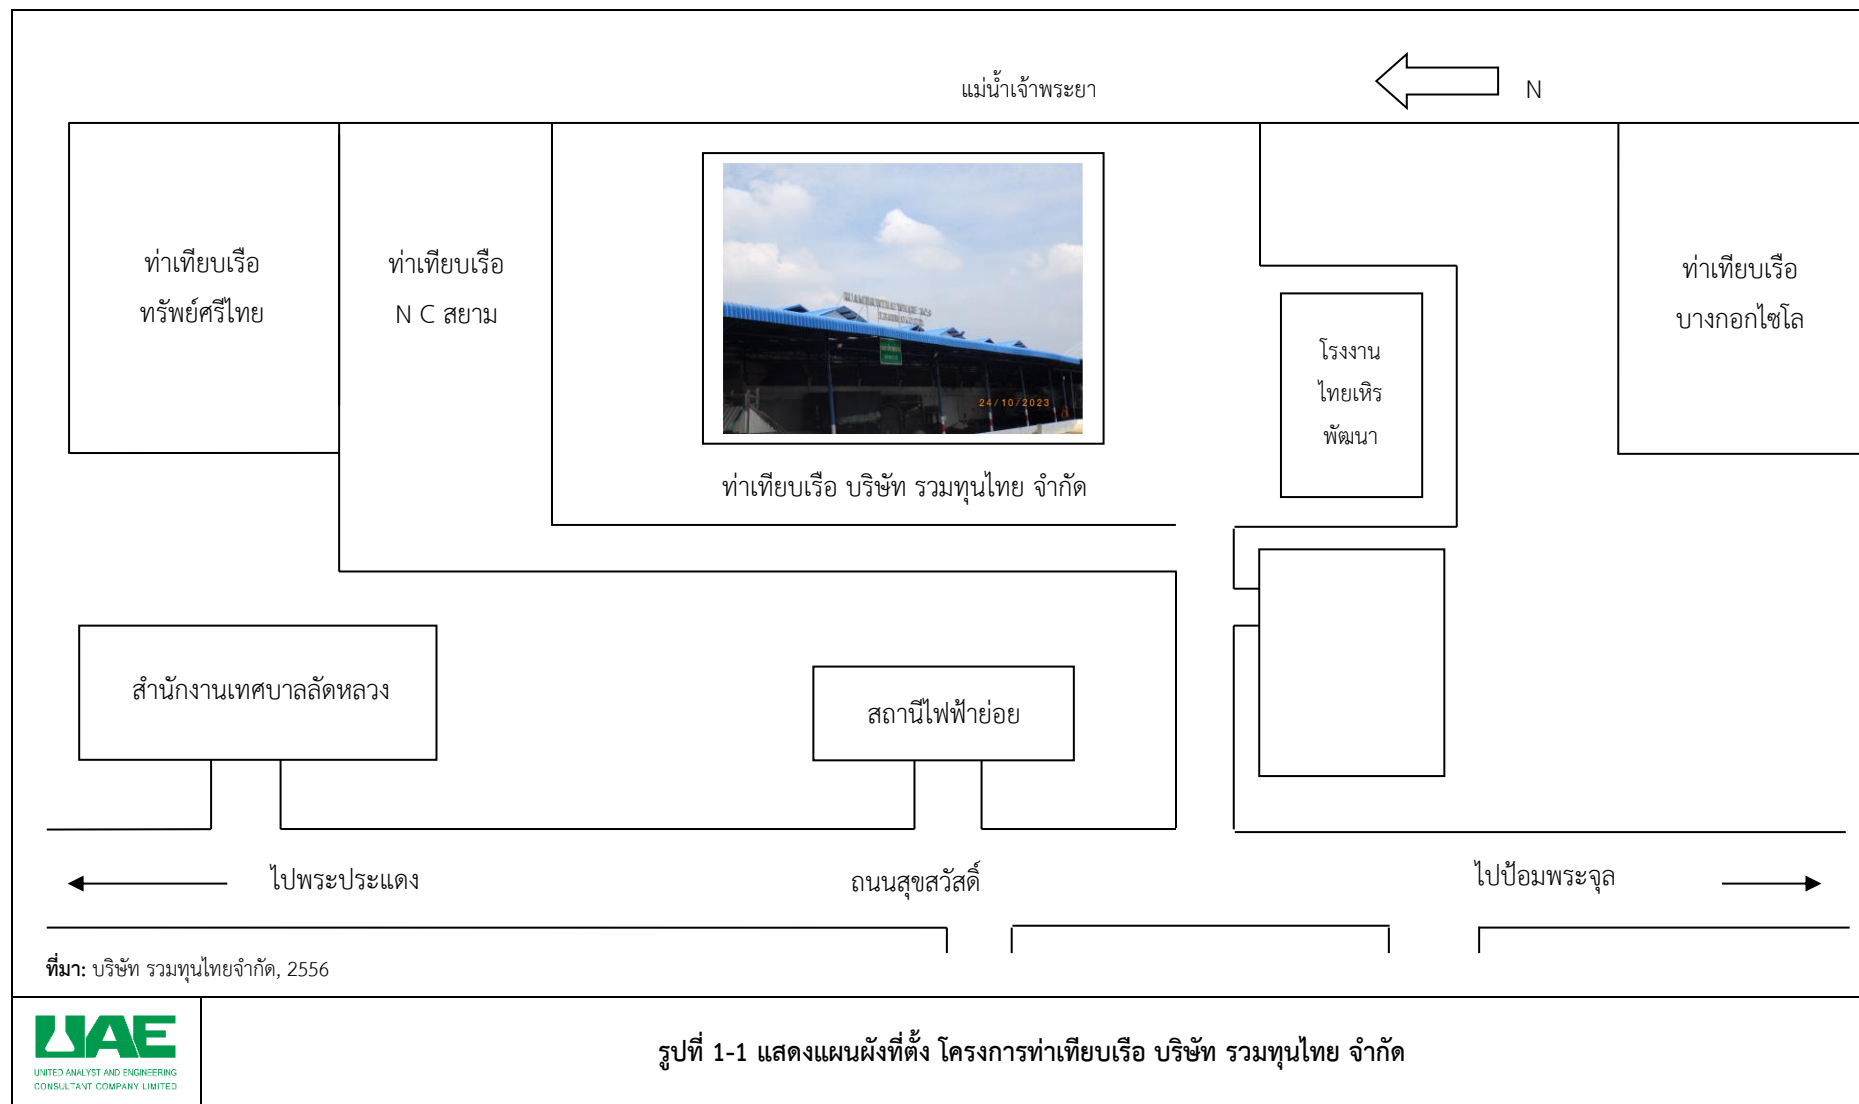 แม่น้ำเจ้าพระยา
N
ท่าเทียบเรือ
ทรัพย์ศรีไทย
ท่าเทียบเรือ
N C สยาม
24/10/2023
ท่าเทียบเรือ บริษัท รวมทุนไทย จำกัด
โรงงาน
ไทยเหิร
พัฒนา
ท่าเทียบเรือ
บางกอกไซโล
สำนักงานเทศบาลลัดหลวง
สถานีไฟฟ้าย่อย
ไปพระประแดง
ถนนสุขสวัสดิ์
ไปป้อมพระจุล
ที่มา: บริษัท รวมทุนไทยจำกัด, 2556
UAE
UNITED ANALYST AND ENGINEERING
CONSULTANT COMPANY LIMITED
รูปที่ 1-1 แสดงแผนผังที่ตั้ง โครงการท่าเทียบเรือ บริษัท รวมทุนไทย จำกัด